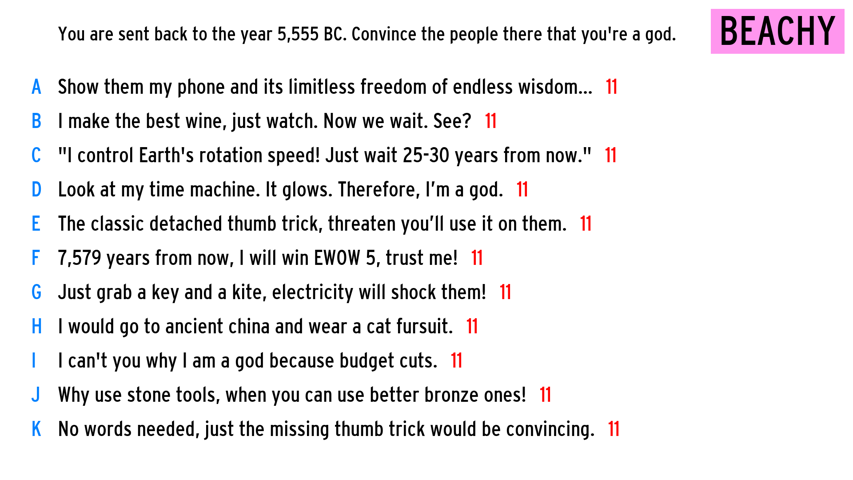 You are sent back to the year 5,555 BC. Convince the people there that you're a god.
BEACHY
A Show them my phone and its limitless freedom of endless wisdom... 11
B I make the best wine, just watch. Now we wait. See? 11
C "I control Earth's rotation speed! Just wait 25-30 years from now." 11
D Look at my time machine. It glows. Therefore, I’m a god. 11
E The classic detached thumb trick, threaten you’ll use it on them. 11
F 7,579 years from now, I will win EWOW 5, trust me! 11
G Just grab a key and a kite, electricity will shock them! 11
H I would go to ancient china and wear a cat fursuit. 11
I I can't you why I am a god because budget cuts. 11
J Why use stone tools, when you can use better bronze ones! 11
K No words needed, just the missing thumb trick would be convincing. 11